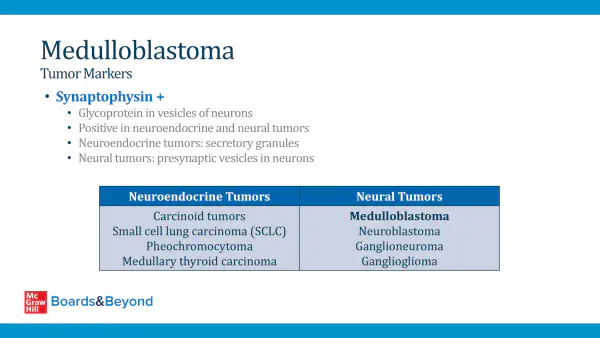 Medulloblastoma
Tumor Markers
• Synaptophysin +
• Glycoprotein in vesicles of neurons
• Positive in neuroendocrine and neural tumors
• Neuroendocrine tumors: secretory granules
• Neural tumors: presynaptic vesicles in neurons
Neuroendocrine Tumors Neural Tumors
Carcinoid tumors Medulloblastoma
Small cell lung carcinoma (SCLC) Neuroblastoma
Pheochromocytoma Ganglioneuroma
Medullary thyroid carcinoma Ganglioglioma
Mc
Graw
Hill
Boards&Beyond